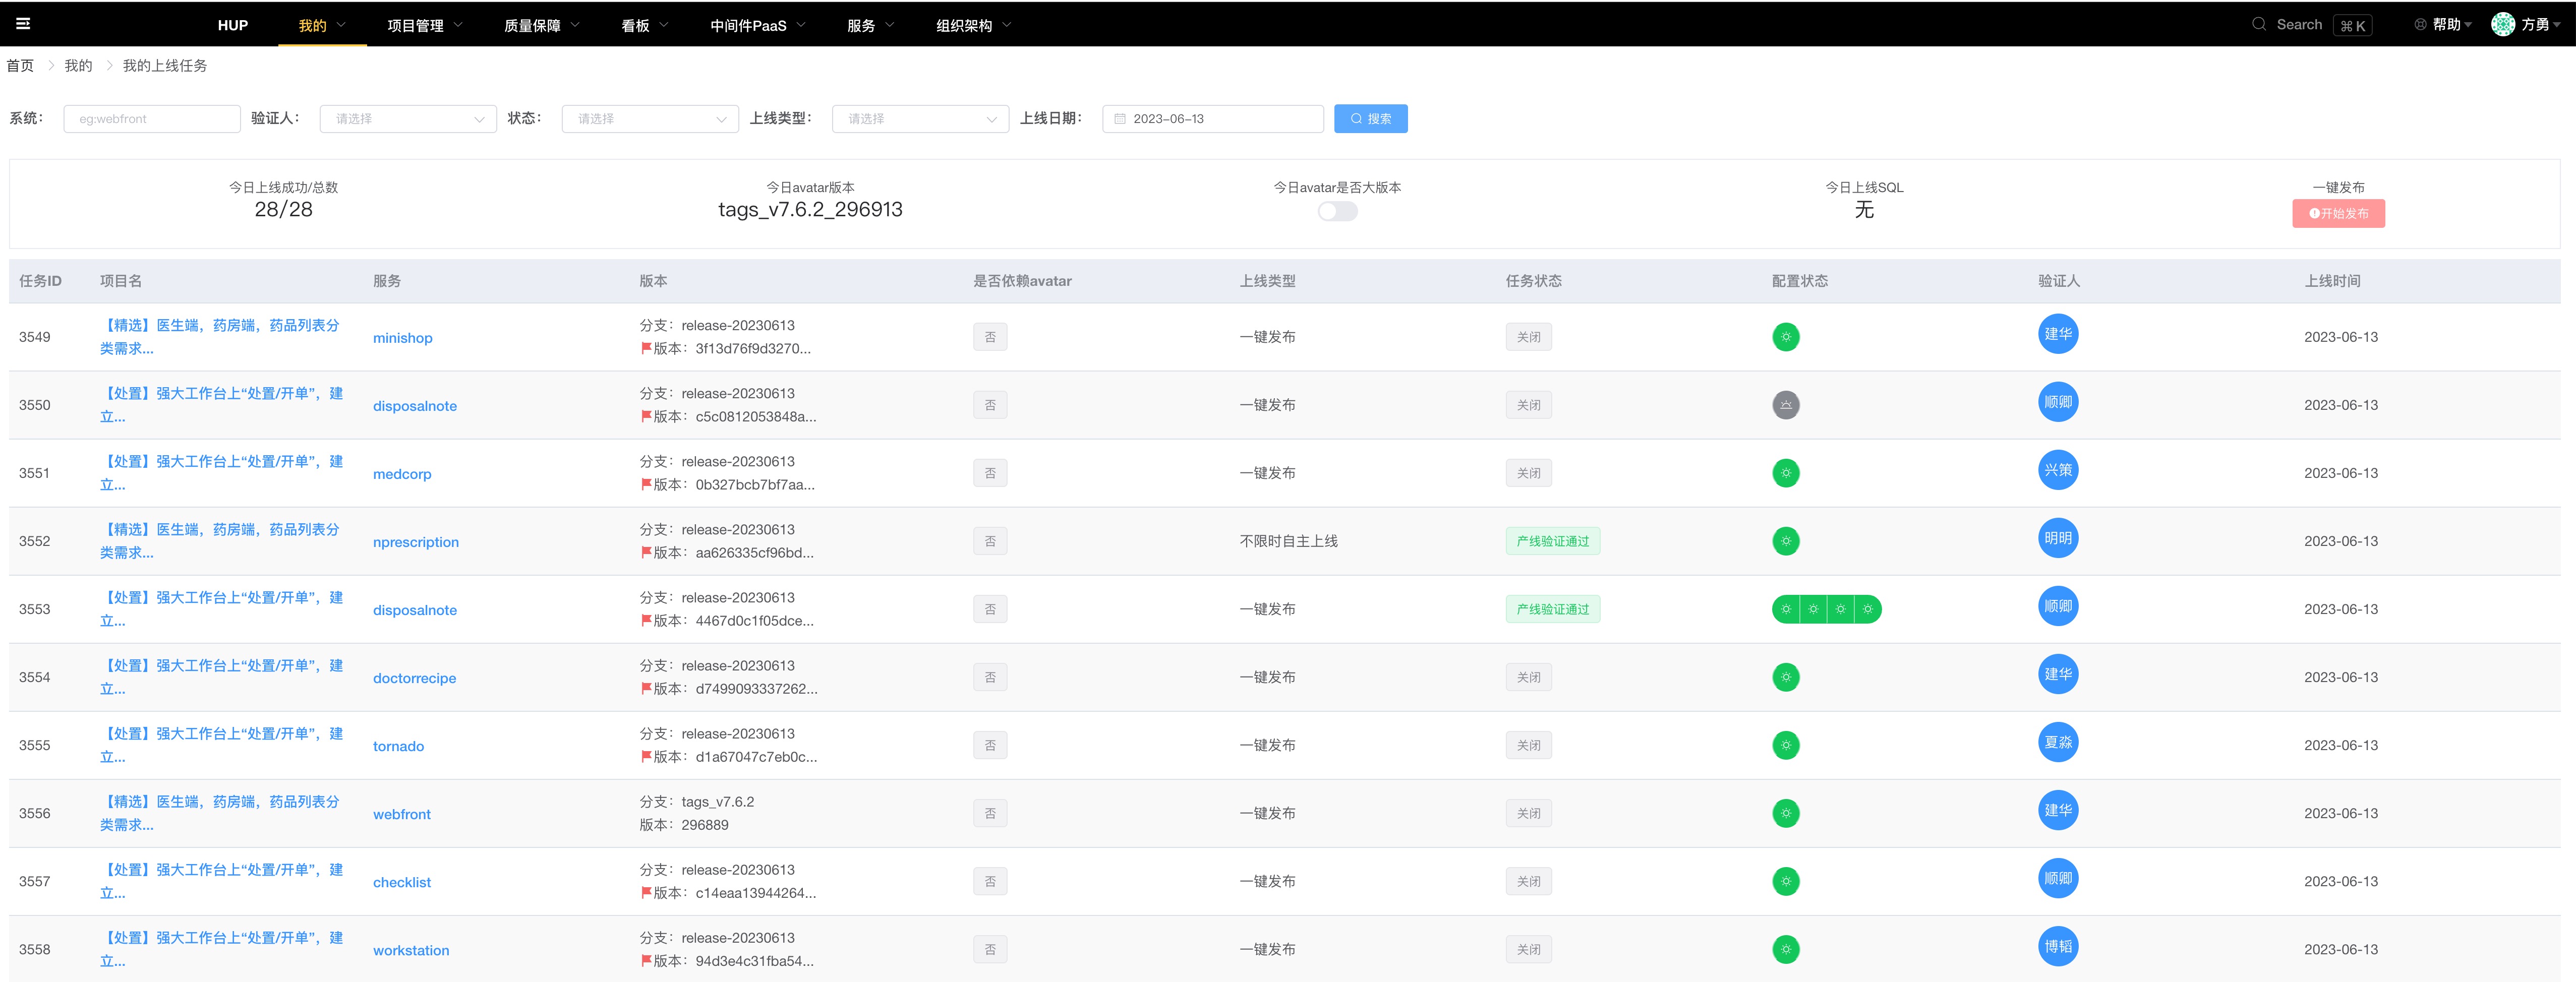 HUP 我的 项目管理 质量保障 看板 中间件PaaS 服务 组织架构 Search ⌘ K 帮助 方勇
首页 我的 我的上线任务
系统： eg:webfront 验证人： 请选择 状态： 请选择 上线类型： 请选择 上线日期： 2023-06-13 搜索
今日上线成功/总数 今日avatar版本 今日avatar是否大版本 今日上线SQL 一键发布
28/28 tags_v7.6.2_296913 无 开始发布
任务ID 项目名 服务 版本 是否依赖avatar 上线类型 任务状态 配置状态 验证人 上线时间
【精选】医生端，药房端，药品列表分 分支：release-20230613
3549 minishop 否 一键发布 关闭 建华 2023-06-13
类需求... 版本：3f13d76f9d3270...
【处置】强大工作台上“处置/开单”，建 分支：release-20230613
3550 disposalnote 否 一键发布 关闭 顺卿 2023-06-13
立... 版本：c5c0812053848a...
【处置】强大工作台上“处置/开单”，建 分支：release-20230613
3551 medcorp 否 一键发布 关闭 兴策 2023-06-13
立... 版本：0b327bcb7bf7aa...
【精选】医生端，药房端，药品列表分 分支：release-20230613
3552 nprescription 否 不限时自主上线 产线验证通过 明明 2023-06-13
类需求... 版本：aa626335cf96bd...
【处置】强大工作台上“处置/开单”，建 分支：release-20230613
3553 disposalnote 否 一键发布 产线验证通过 顺卿 2023-06-13
立... 版本：4467d0c1f05dce...
【处置】强大工作台上“处置/开单”，建 分支：release-20230613
3554 doctorrecipe 否 一键发布 关闭 建华 2023-06-13
立... 版本：d7499093337262...
【处置】强大工作台上“处置/开单”，建 分支：release-20230613
3555 tornado 否 一键发布 关闭 夏淼 2023-06-13
立... 版本：d1a67047c7eb0c...
【精选】医生端，药房端，药品列表分 分支：tags_v7.6.2
3556 webfront 否 一键发布 关闭 建华 2023-06-13
类需求... 版本：296889
【处置】强大工作台上“处置/开单”，建 分支：release-20230613
3557 checklist 否 一键发布 关闭 顺卿 2023-06-13
立... 版本：c14eaa13944264...
【处置】强大工作台上“处置/开单”，建 分支：release-20230613
3558 workstation 否 一键发布 关闭 博韬 2023-06-13
立... 版本：94d3e4c31fba54...